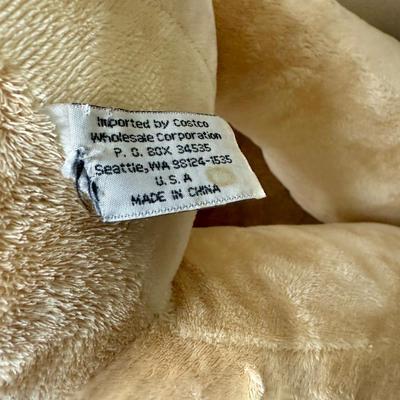 Imported by Costco
Wholesale Corporation
P. O. BOX 34535
Seattle, WA 98124-1535
U. S. A
MADE IN CHINA